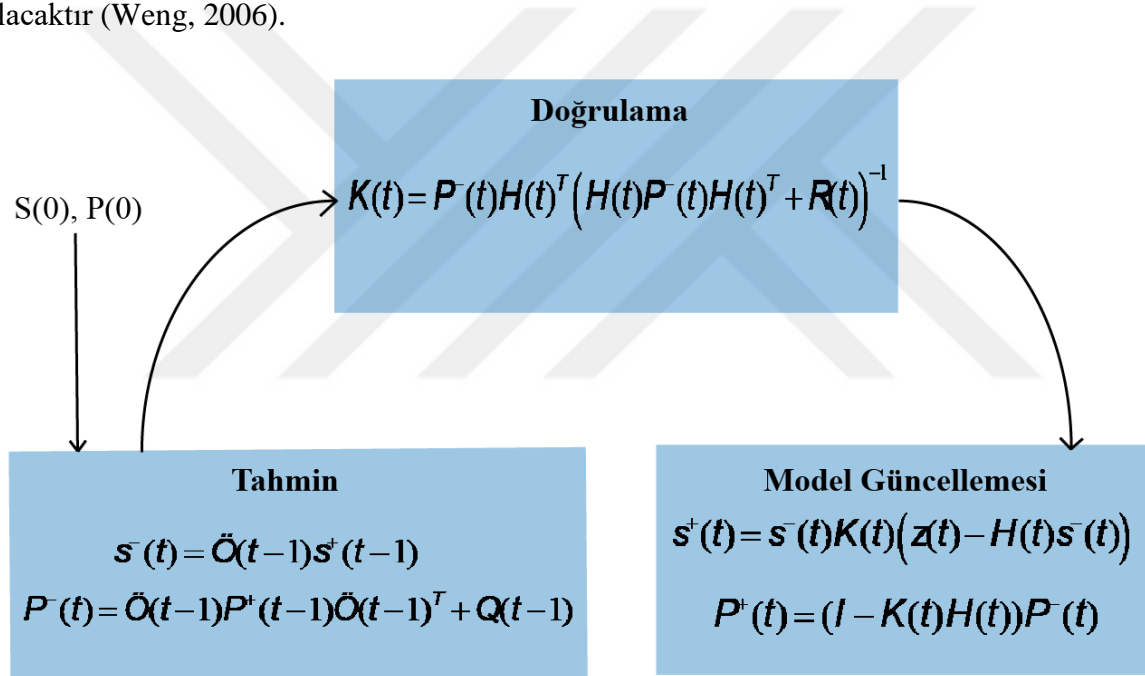 lacaktır (Weng, 2006).
Doğrulama
K(t) = P⁻(t)H(t)ᵀ(H(t)P⁻(t)H(t)ᵀ + R(t))⁻¹
S(0), P(0)
Tahmin
s⁻(t) = Ö(t−1)s⁺(t−1)
P⁻(t) = Ö(t−1)P⁺(t−1)Ö(t−1)ᵀ + Q(t−1)
Model Güncellemesi
s⁺(t) = s⁻(t)K(t)(z(t) − H(t)s⁻(t))
P⁺(t) = (I − K(t)H(t))P⁻(t)